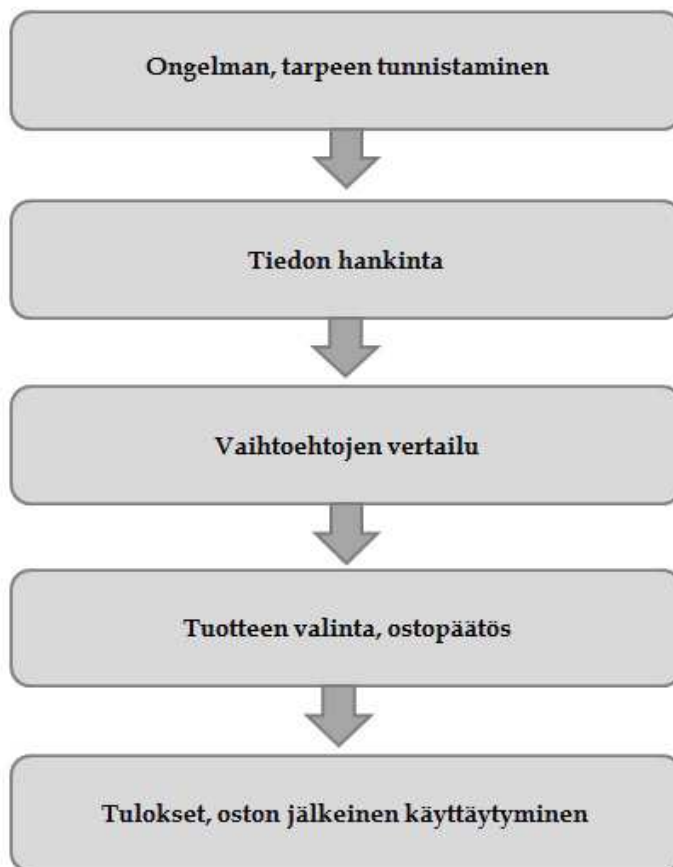 Ongelman, tarpeen tunnistaminen
Tiedon hankinta
Vaihtoehtojen vertailu
Tuotteen valinta, ostopäätös
Tulokset, oston jälkeinen käyttäytyminen